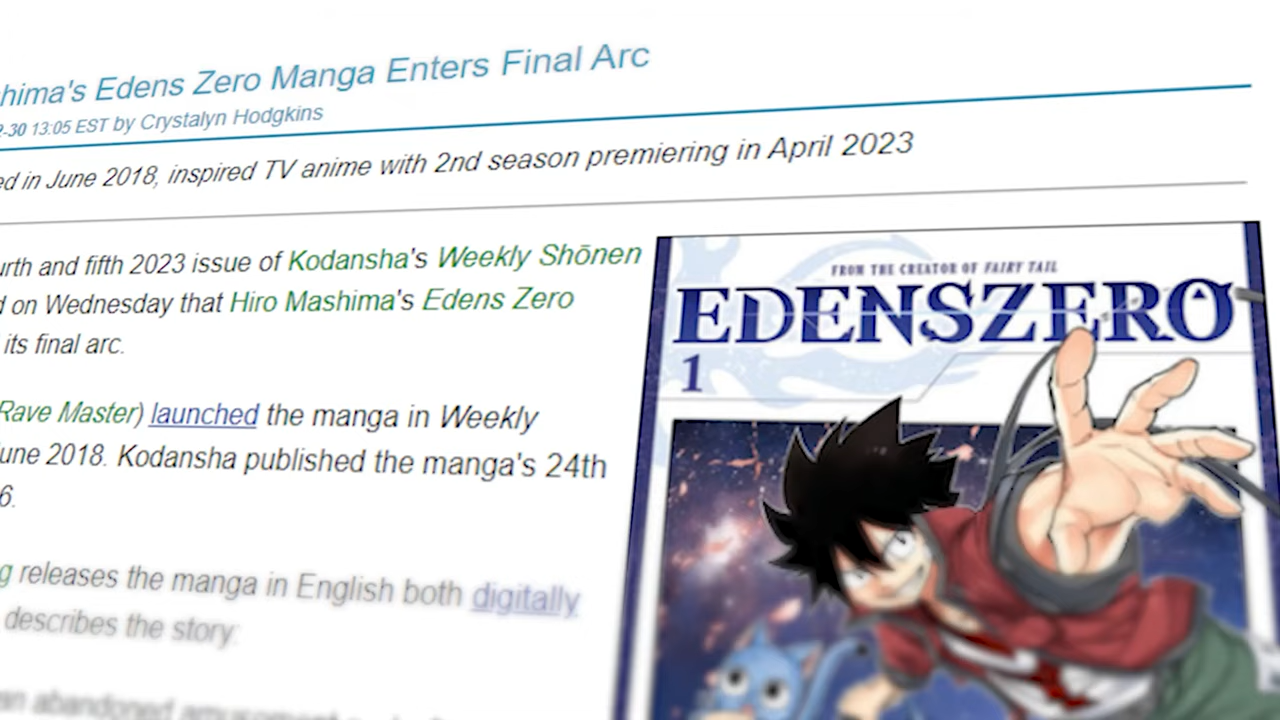 hima's Edens Zero Manga Enters Final Arc
-30 13:05 EST by Crystalyn Hodgkins
ed in June 2018, inspired TV anime with 2nd season premiering in April 2023
urth and fifth 2023 issue of Kodansha's Weekly Shōnen
d on Wednesday that Hiro Mashima's Edens Zero
its final arc.
Rave Master) launched the manga in Weekly
une 2018. Kodansha published the manga's 24th
6.
g releases the manga in English both digitally
describes the story:
an abandoned amusement
FROM THE CREATOR OF FAIRY TAIL
EDENSZERO
1